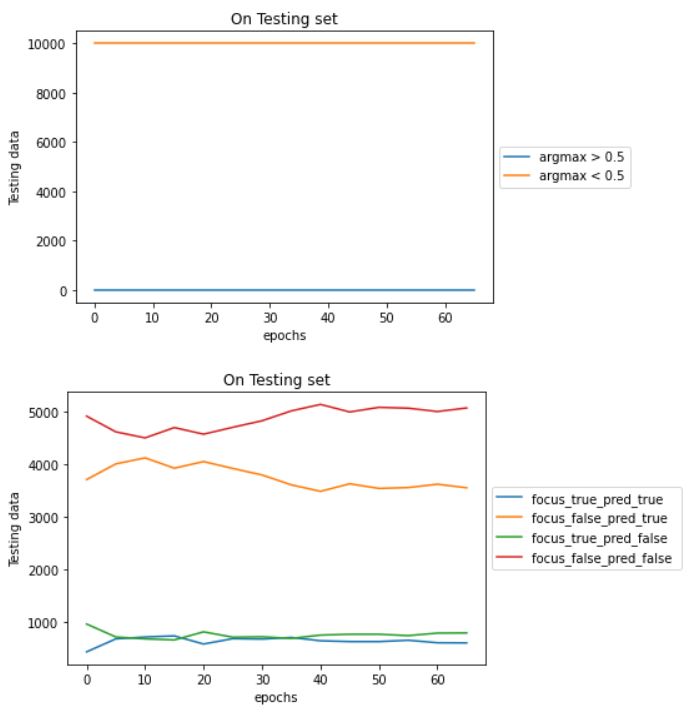 On Testing set
10000
8000
6000
4000
2000
0
Testing data
0 10 20 30 40 50 60
epochs
argmax > 0.5
argmax < 0.5
On Testing set
5000
4000
3000
2000
1000
Testing data
0 10 20 30 40 50 60
epochs
focus_true_pred_true
focus_false_pred_true
focus_true_pred_false
focus_false_pred_false